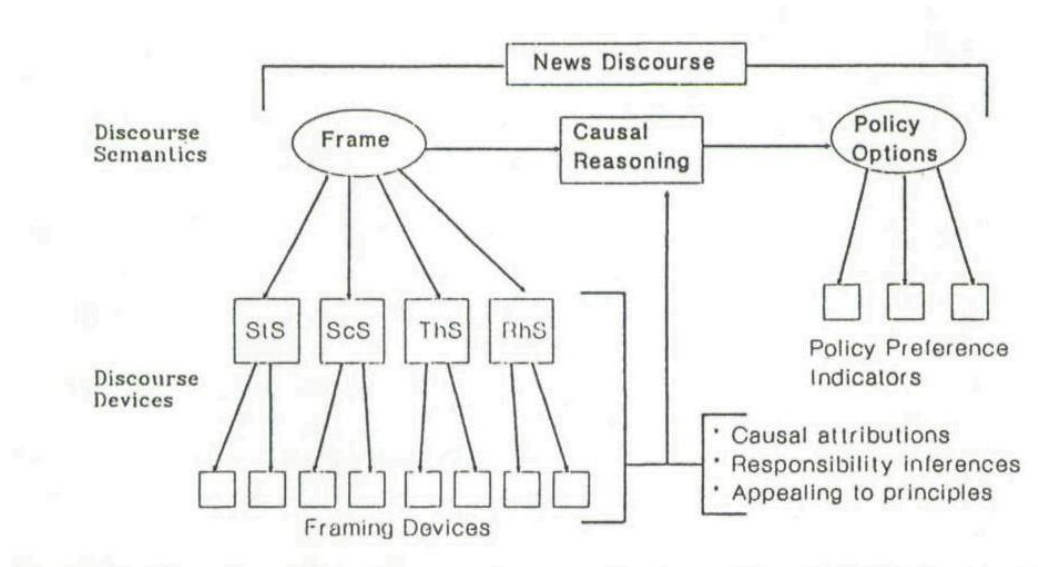 News Discourse
Discourse
Semantics
Frame
Causal
Reasoning
Policy
Options
StS
ScS
ThS
RhS
Policy Preference
Indicators
Discourse
Devices
* Causal attributions
* Responsibility inferences
* Appealing to principles
Framing Devices